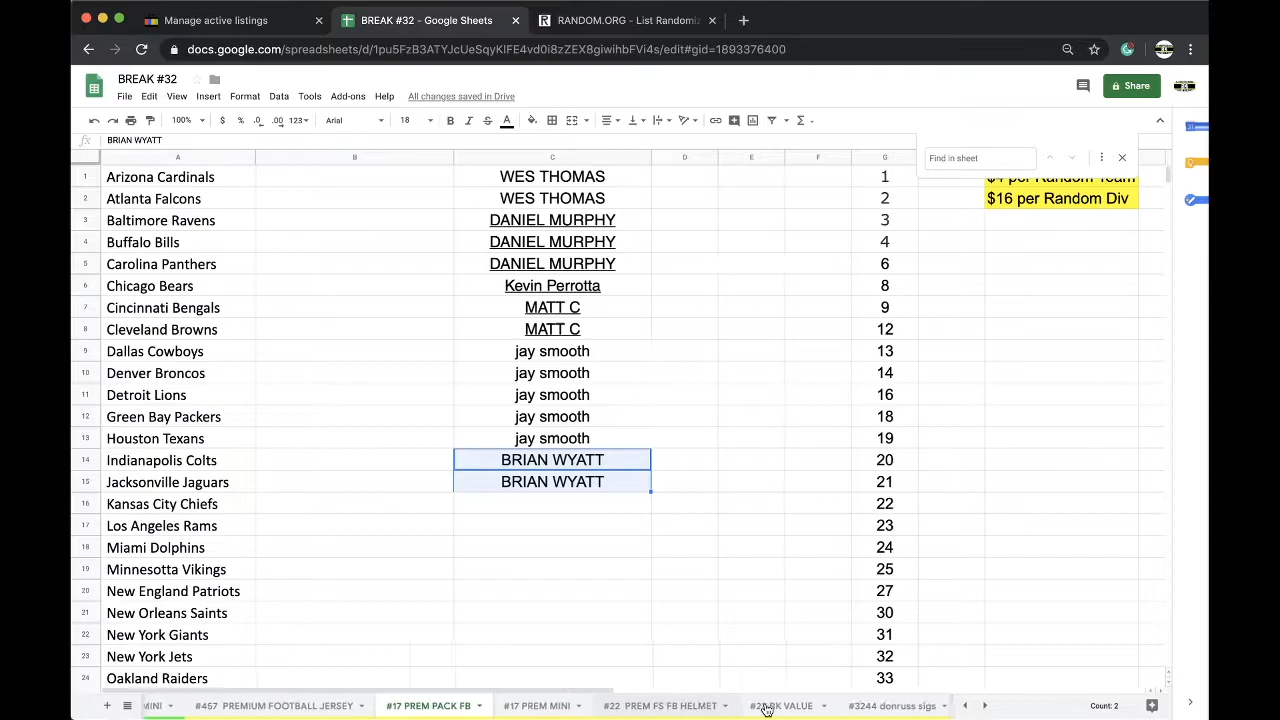 Manage active listings
BREAK #32 - Google Sheets
RANDOM.ORG - List Randomiz
docs.google.com/spreadsheets/d/1pu5FzB3ATYJcUeSqyKIFE4vd0i8zZEX8giwihbFVi4s/edit#gid=1893376400
BREAK #32
File Edit View Insert Format Data Tools Add-ons Help All changes saved in Drive
Share
100% $ % .0 .00 123 Arial 18 B I S A
fx BRIAN WYATT
Find in sheet
A B C D E F G
1 Arizona Cardinals WES THOMAS 1 $4 per Random Team
2 Atlanta Falcons WES THOMAS 2 $16 per Random Div
3 Baltimore Ravens DANIEL MURPHY 3
4 Buffalo Bills DANIEL MURPHY 4
5 Carolina Panthers DANIEL MURPHY 6
6 Chicago Bears Kevin Perrotta 8
7 Cincinnati Bengals MATT C 9
8 Cleveland Browns MATT C 12
9 Dallas Cowboys jay smooth 13
10 Denver Broncos jay smooth 14
11 Detroit Lions jay smooth 16
12 Green Bay Packers jay smooth 18
13 Houston Texans jay smooth 19
14 Indianapolis Colts BRIAN WYATT 20
15 Jacksonville Jaguars BRIAN WYATT 21
16 Kansas City Chiefs 22
17 Los Angeles Rams 23
18 Miami Dolphins 24
19 Minnesota Vikings 25
20 New England Patriots 27
21 New Orleans Saints 30
22 New York Giants 31
23 New York Jets 32
24 Oakland Raiders 33
MINI #457 PREMIUM FOOTBALL JERSEY #17 PREM PACK FB #17 PREM MINI #22 PREM FS FB HELMET BK VALUE #3244 donruss sigs Count: 2